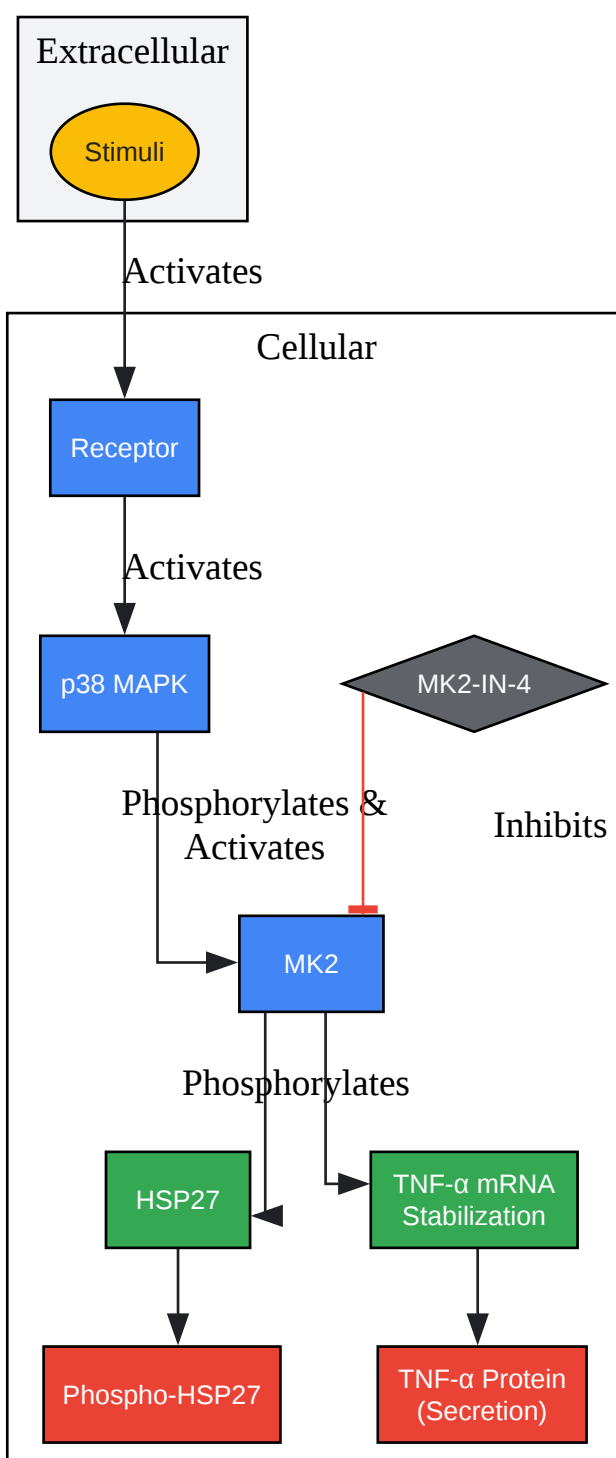 Extracellular
Stimuli
Activates
Cellular
Receptor
Activates
p38 MAPK
MK2-IN-4
Phosphorylates &
Activates
Inhibits
MK2
Phosphorylates
HSP27
TNF-α mRNA
Stabilization
Phospho-HSP27
TNF-α Protein
(Secretion)